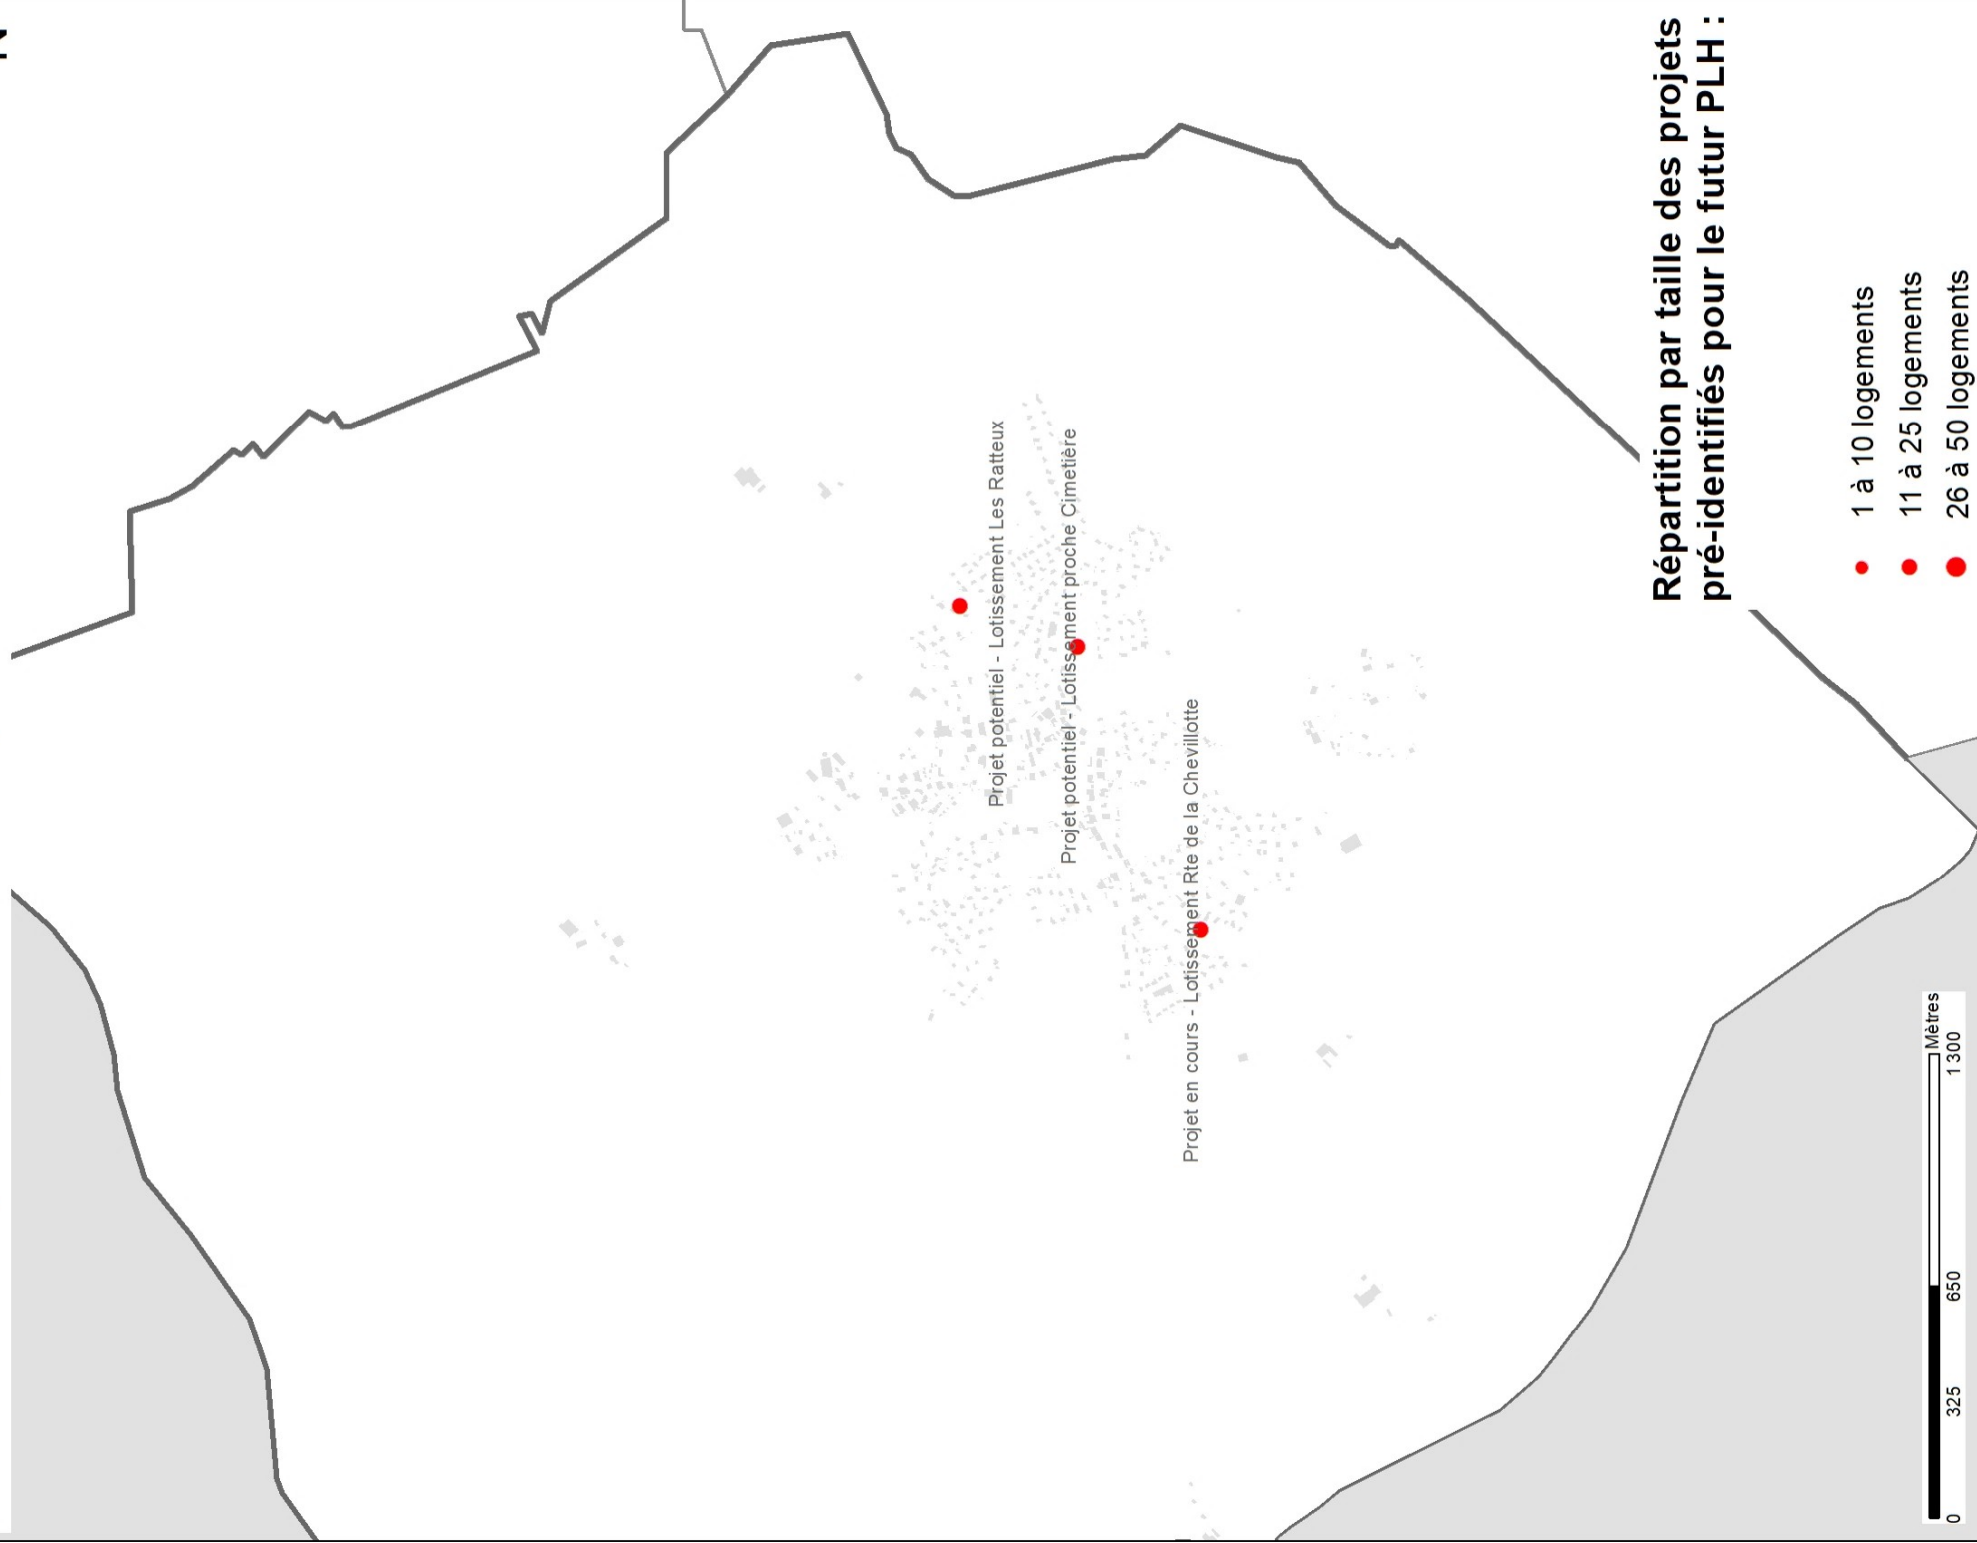 Projet potentiel - Lotissement Les Ratteux
Projet potentiel - Lotissement proche Cimetière
Projet en cours - Lotissement Rte de la Chevillotte
Répartition par taille des projets
pré-identifiés pour le futur PLH :
1 à 10 logements
11 à 25 logements
26 à 50 logements
Mètres
0 325 650 1 300